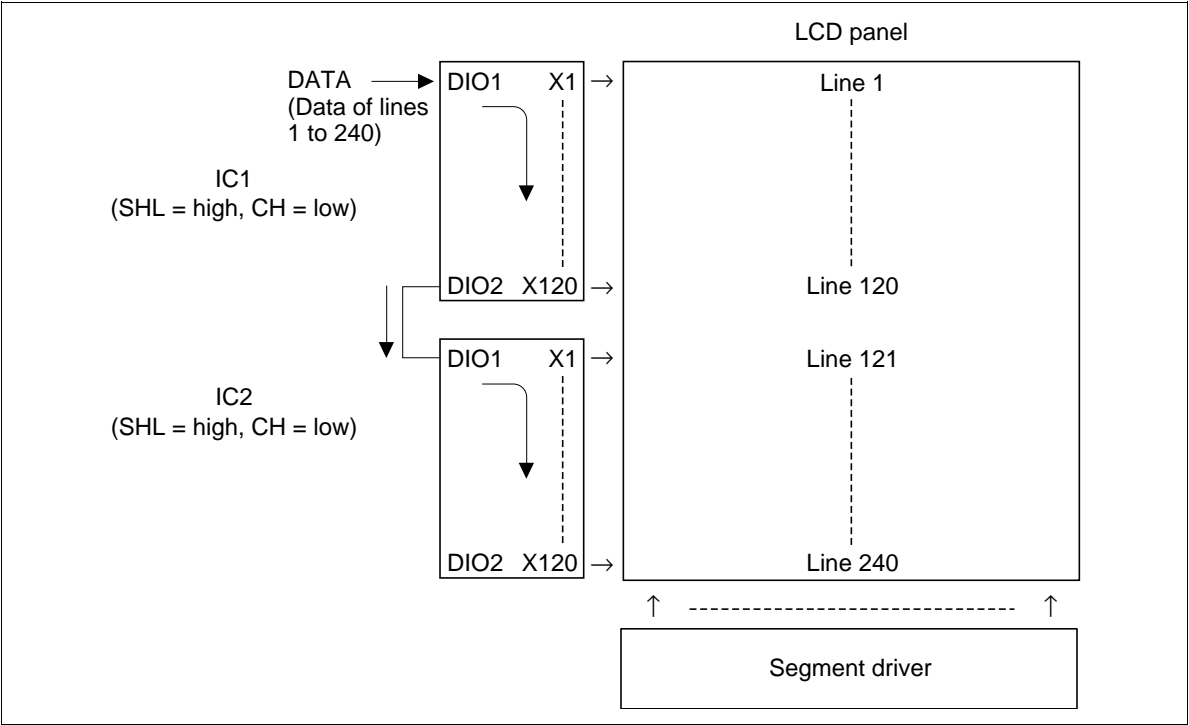 LCD panel
DATA
(Data of lines
1 to 240)
DIO1 X1 →
Line 1
IC1
(SHL = high, CH = low)
DIO2 X120 →
Line 120
DIO1 X1 →
Line 121
IC2
(SHL = high, CH = low)
DIO2 X120 →
Line 240
↑ ↑
Segment driver